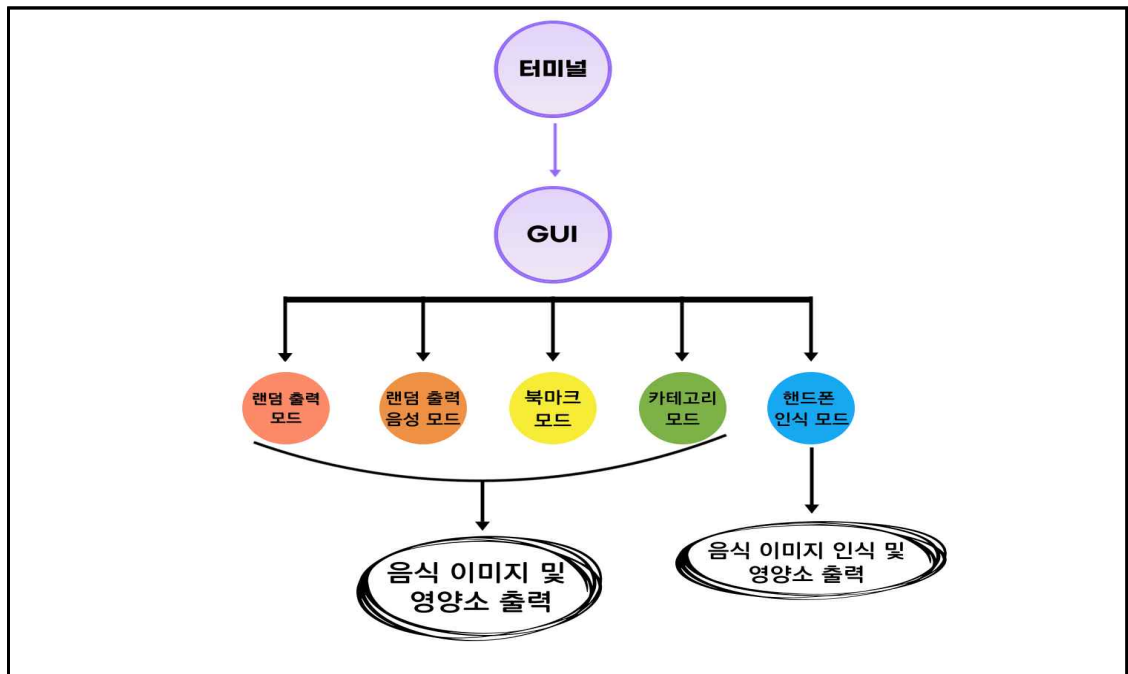 터미널
GUI
랜덤 출력
모드
랜덤 출력
음성 모드
북마크
모드
카테고리
모드
핸드폰
인식 모드
음식 이미지 및
영양소 출력
음식 이미지 인식 및
영양소 출력